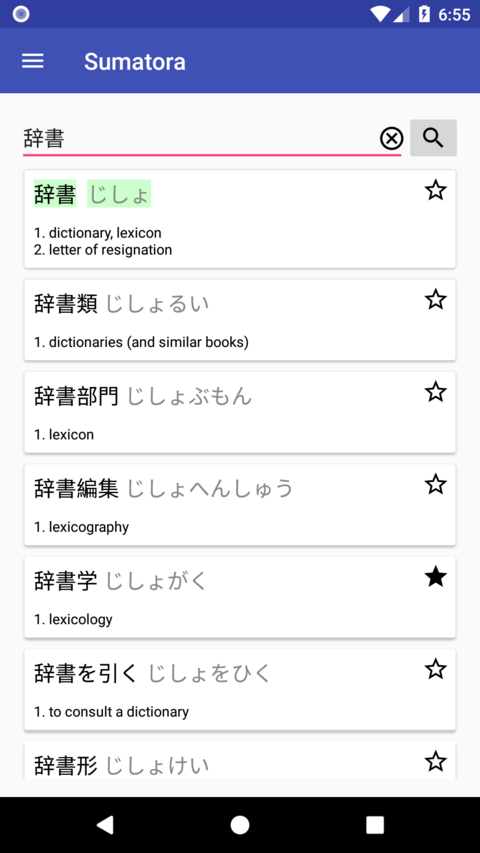 6:55
Sumatora
辞書
辞書 じしょ
1. dictionary, lexicon
2. letter of resignation
辞書類 じしょるい
1. dictionaries (and similar books)
辞書部門 じしょぶもん
1. lexicon
辞書編集 じしょへんしゅう
1. lexicography
辞書学 じしょがく
1. lexicology
辞書を引く じしょをひく
1. to consult a dictionary
辞書形 じしょけい